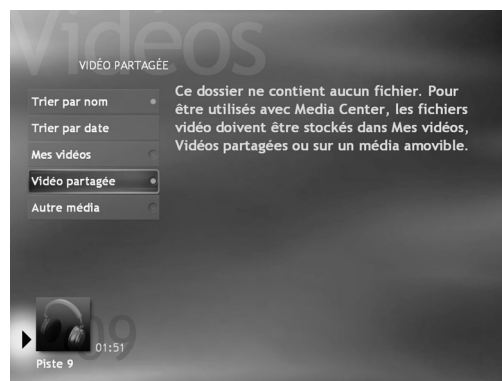 Vidéos
VIDÉO PARTAGÉE
Trier par nom
Trier par date
Mes vidéos
Vidéo partagée
Autre média
Ce dossier ne contient aucun fichier. Pour
être utilisés avec Media Center, les fichiers
vidéo doivent être stockés dans Mes vidéos,
Vidéos partagées ou sur un média amovible.
09
01:51
Piste 9